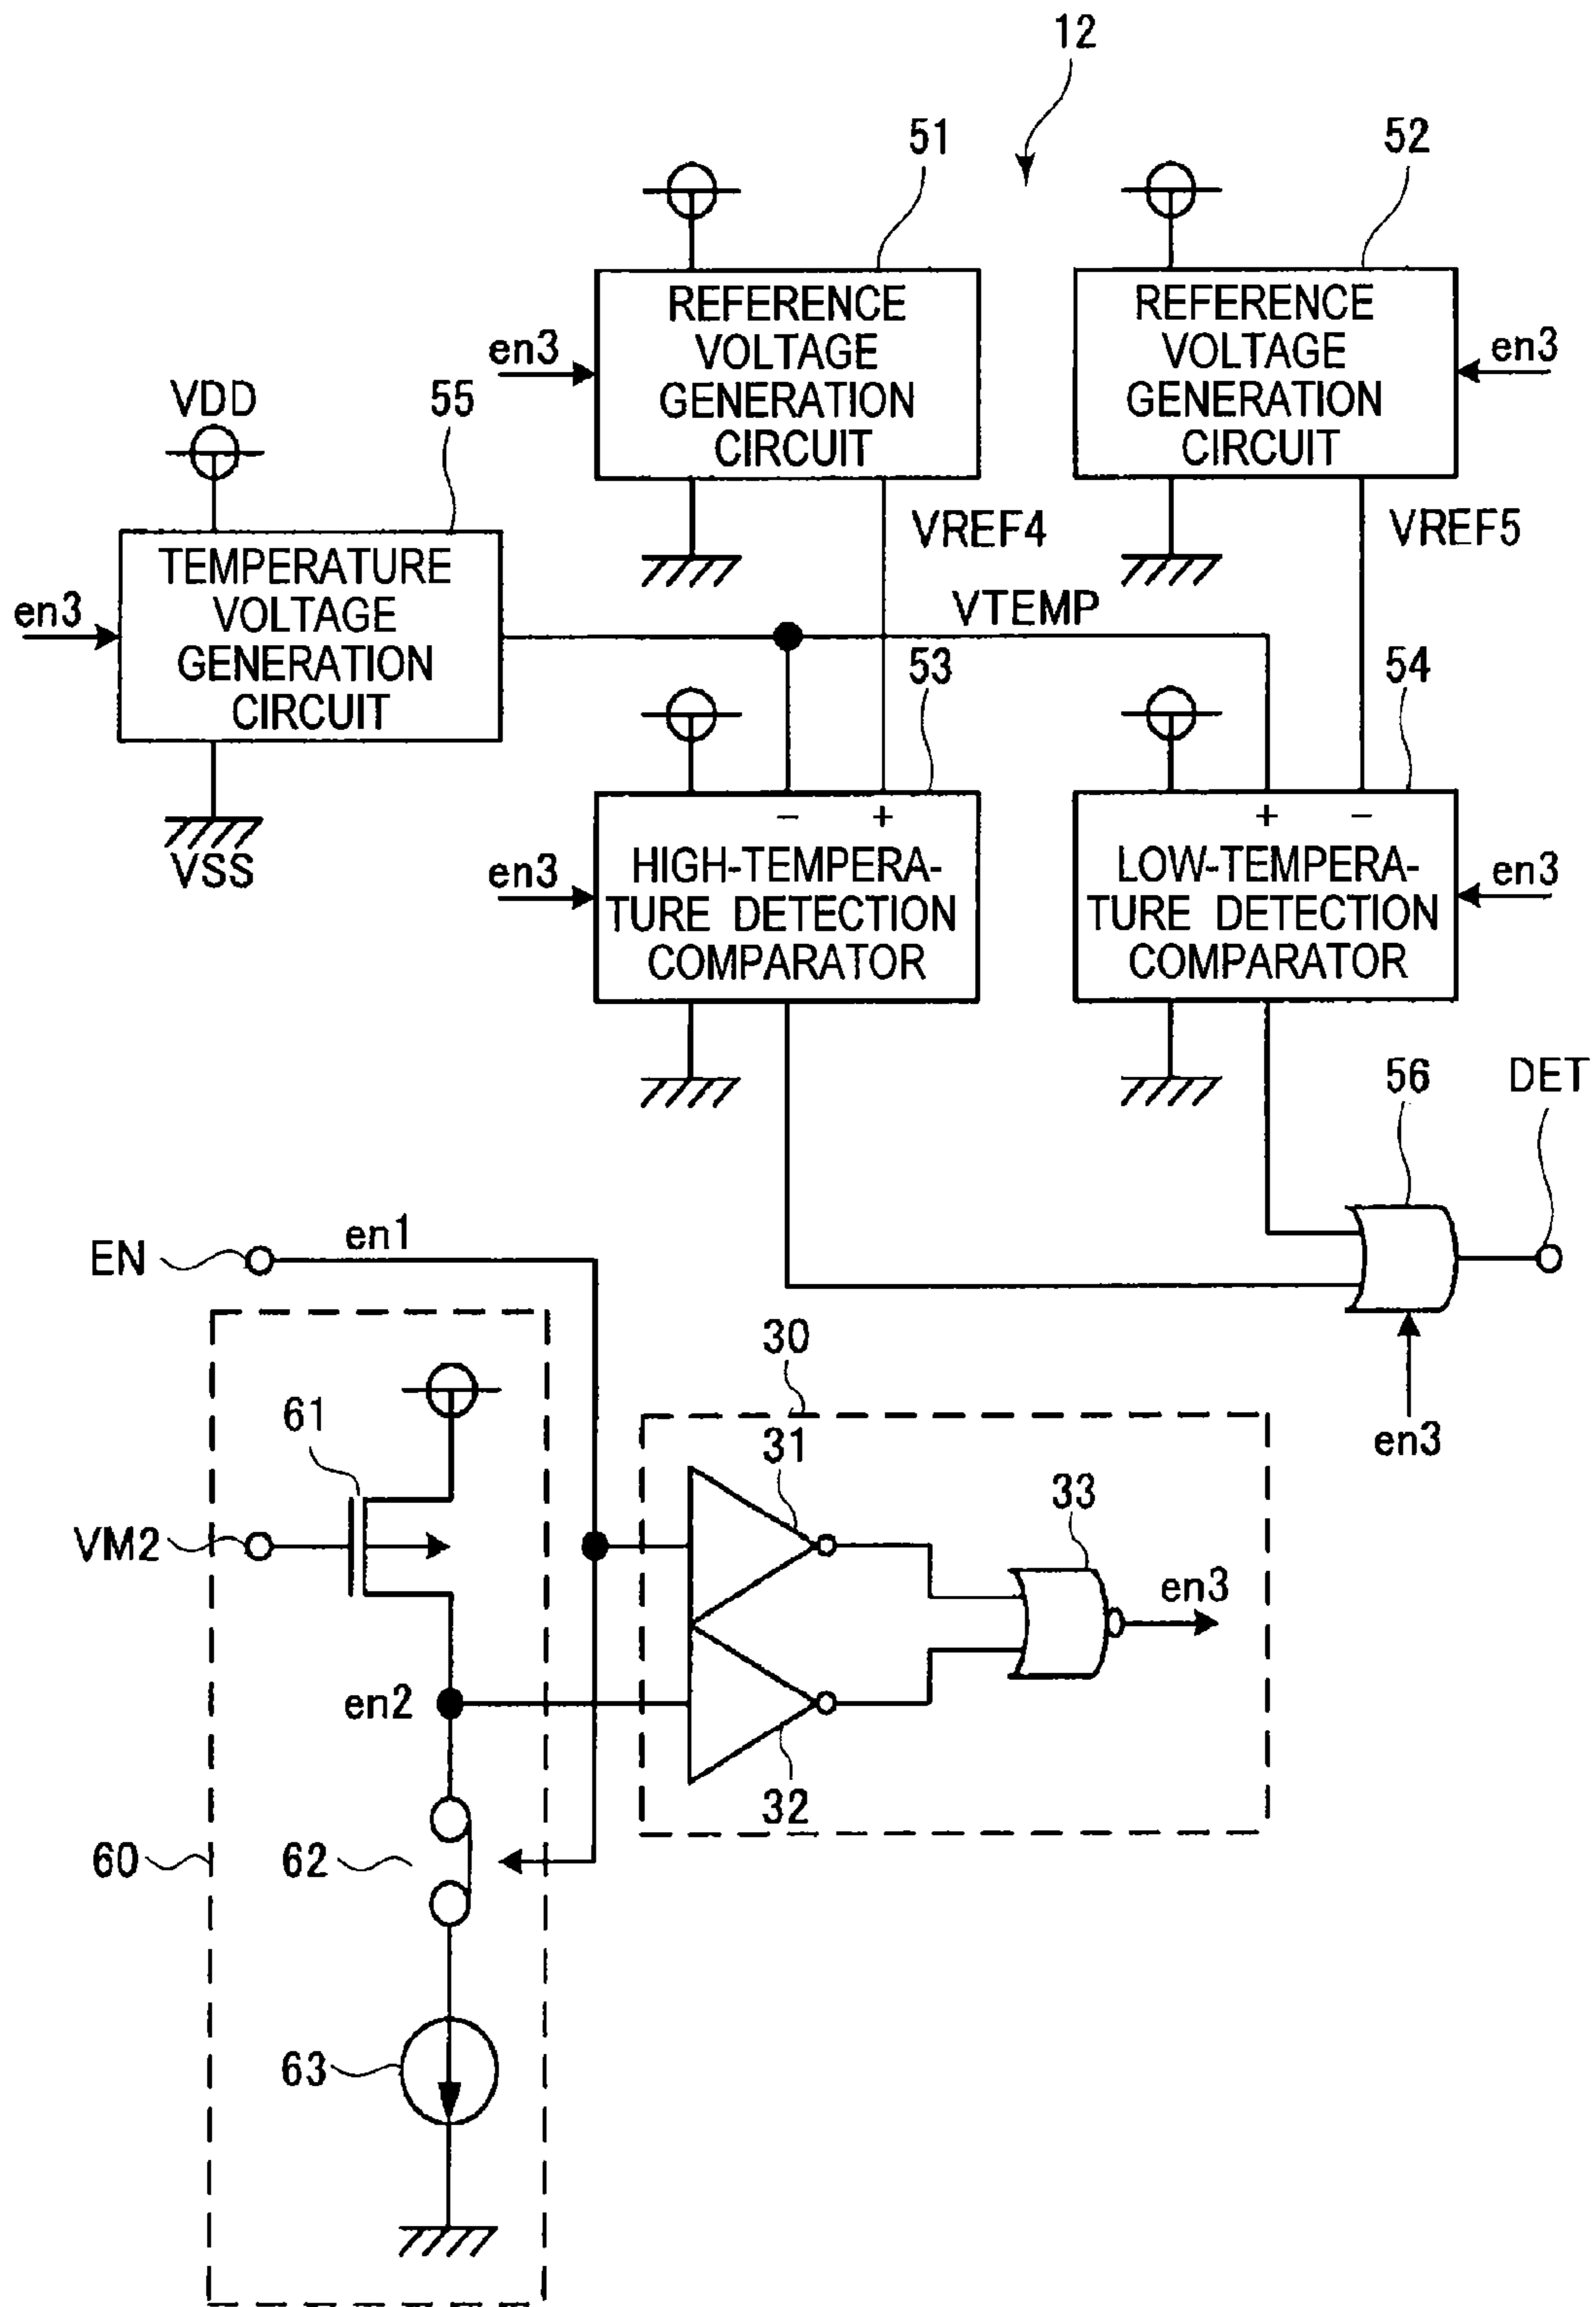 12
51
52
REFERENCE
VOLTAGE
GENERATION
CIRCUIT
en3
REFERENCE
VOLTAGE
GENERATION
CIRCUIT
en3
VDD
55
TEMPERATURE
VOLTAGE
GENERATION
CIRCUIT
en3
VSS
VREF4
VREF5
VTEMP
53
54
− +
HIGH-TEMPERA-
TURE DETECTION
COMPARATOR
en3
+ −
LOW-TEMPERA-
TURE DETECTION
COMPARATOR
en3
56
DET
en3
EN
en1
30
61
31
33
VM2
en3
en2
32
60
62
63